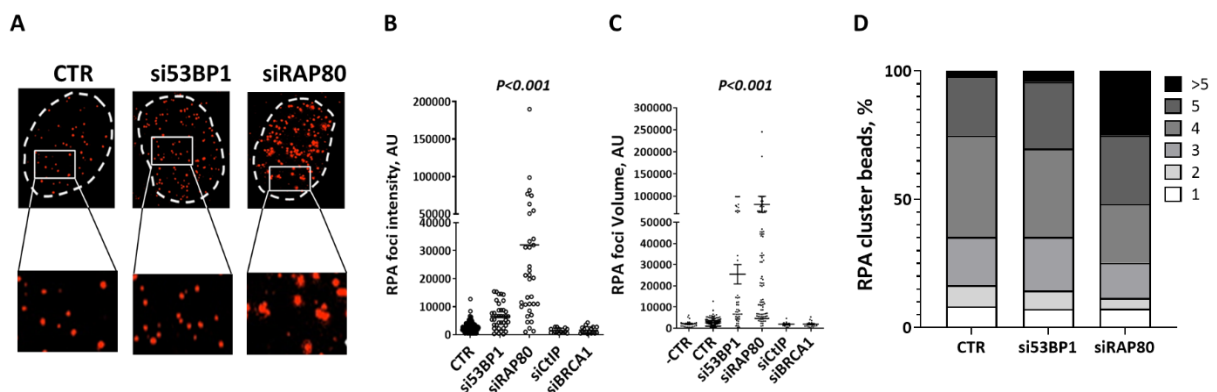 A
CTR
si53BP1
siRAP80
B
P<0.001
RPA foci intensity, AU
200000
150000
100000
50000
40000
30000
20000
10000
0
CTR
si53BP1
siRAP80
siCtIP
siBRCA1
C
P<0.001
RPA foci Volume, AU
300000
250000
200000
150000
100000
50000
40000
30000
20000
10000
0
-CTR
CTR
si53BP1
siRAP80
siCtIP
siBRCA1
D
RPA cluster beads, %
100
50
0
CTR
si53BP1
siRAP80
>5
5
4
3
2
1